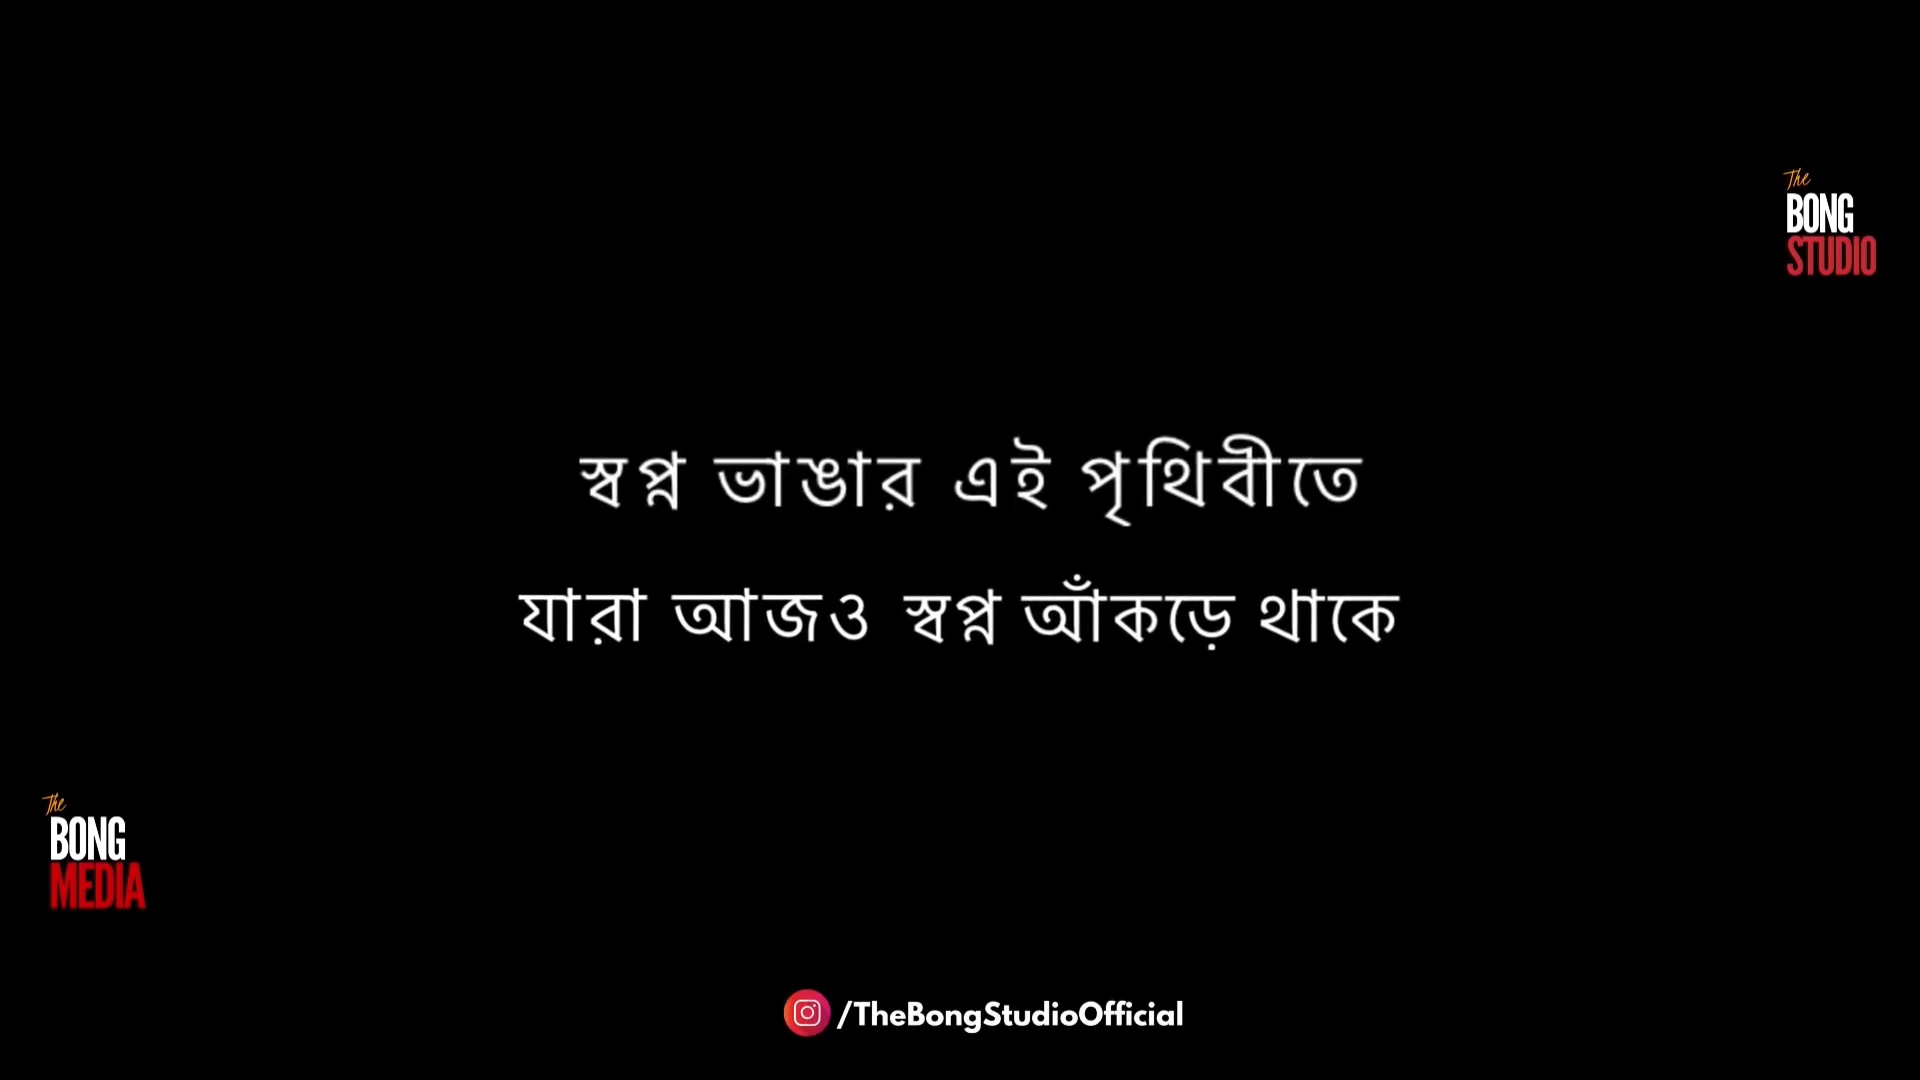 The
BONG
STUDIO
স্বপ্ন ভাঙার এই পৃথিবীতে
যারা আজও স্বপ্ন আঁকড়ে থাকে
The
BONG
MEDIA
/TheBongStudioOfficial